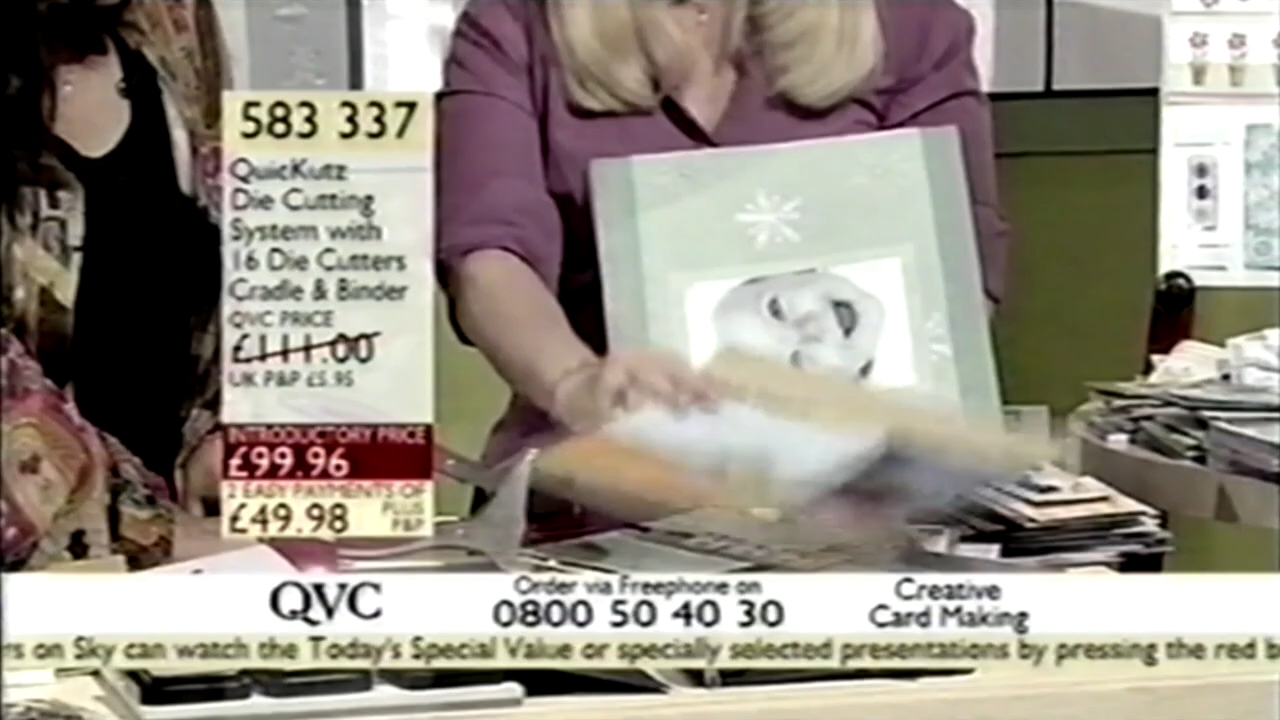 583 337
QuicKutz
Die Cutting
System with
16 Die Cutters
Cradle & Binder
QVC PRICE
£111.00
UK P&P £5.95
INTRODUCTORY PRICE
£99.96
2 EASY PAYMENTS OF
£49.98 PLUS P&P
QVC
Order via Freephone on
0800 50 40 30
Creative
Card Making
rs on Sky can watch the Today's Special Value or specially selected presentations by pressing the red b